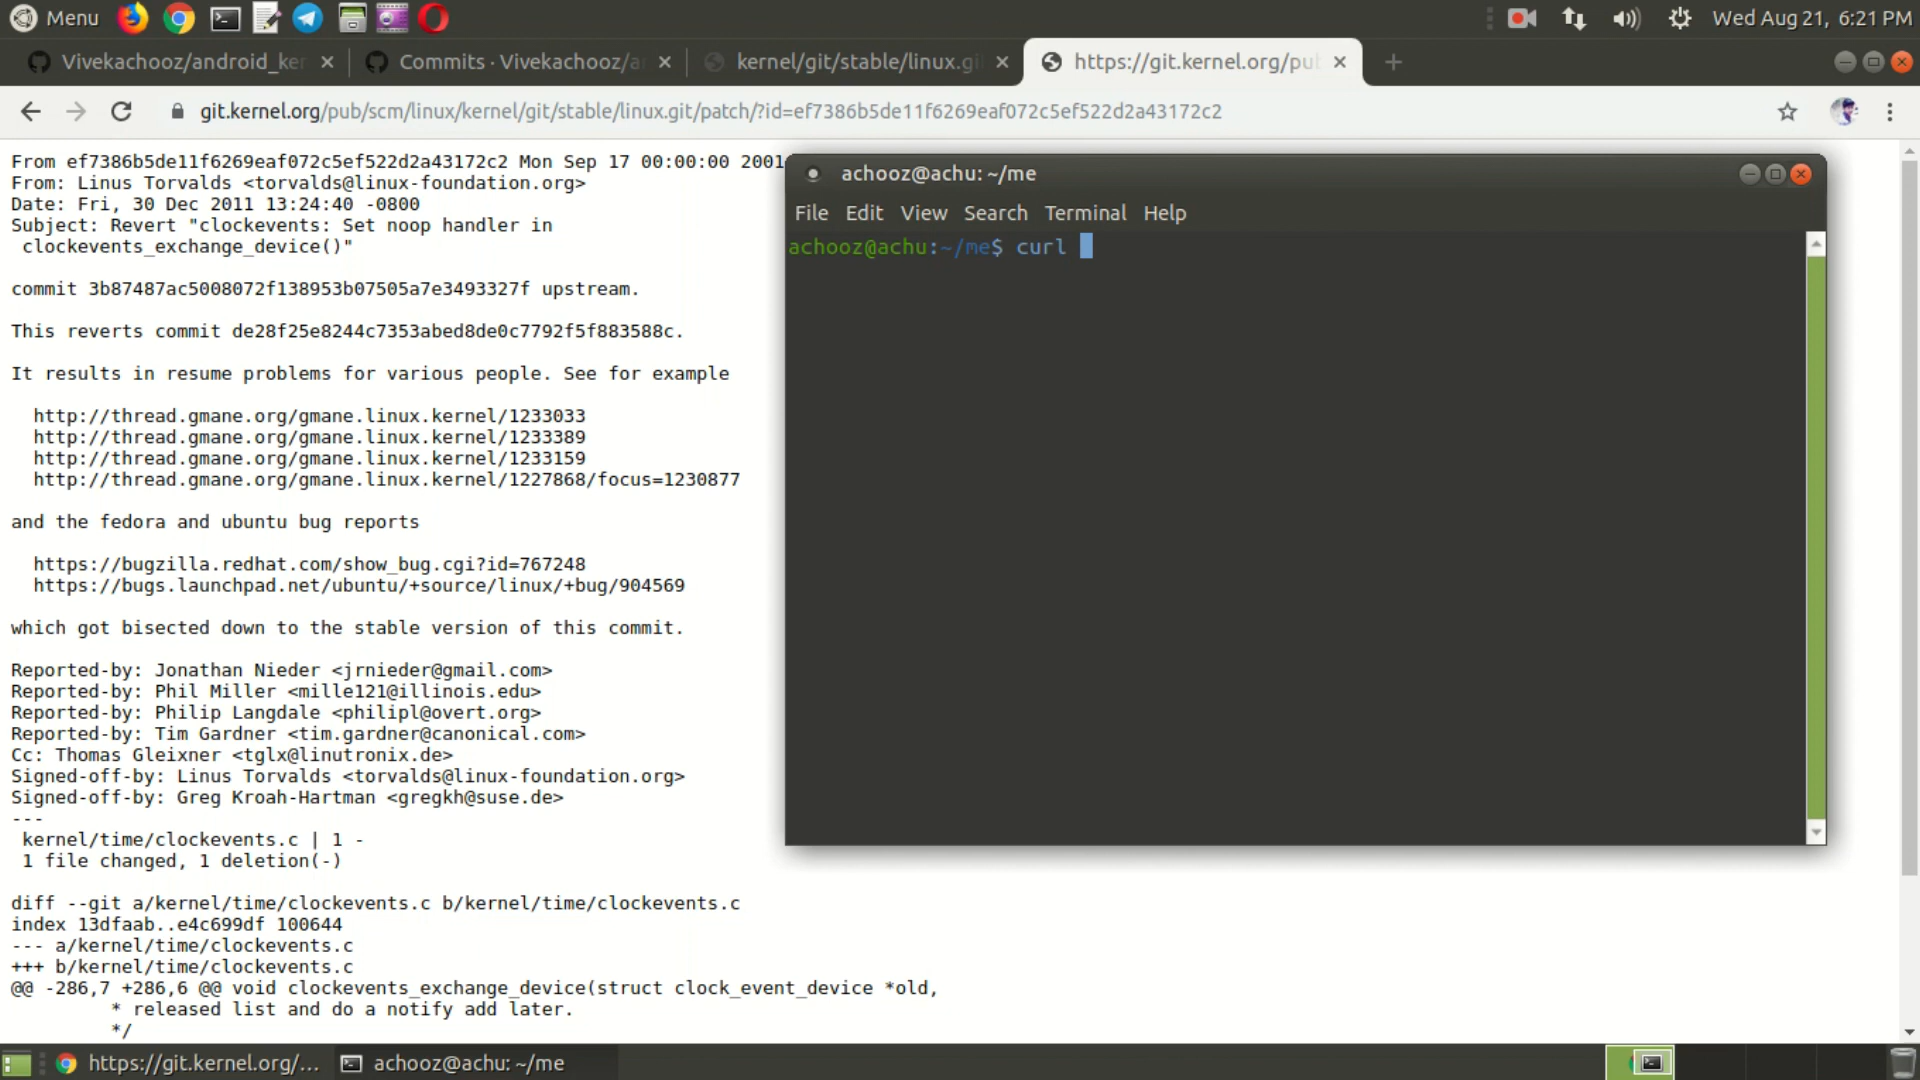 Menu
Wed Aug 21, 6:21 PM
Vivekachooz/android_ker
Commits · Vivekachooz/a
kernel/git/stable/linux.gi
https://git.kernel.org/pu
git.kernel.org/pub/scm/linux/kernel/git/stable/linux.git/patch/?id=ef7386b5de11f6269eaf072c5ef522d2a43172c2
From ef7386b5de11f6269eaf072c5ef522d2a43172c2 Mon Sep 17 00:00:00 2001
From: Linus Torvalds <torvalds@linux-foundation.org>
Date: Fri, 30 Dec 2011 13:24:40 -0800
Subject: Revert "clockevents: Set noop handler in
clockevents_exchange_device()"
commit 3b87487ac5008072f138953b07505a7e3493327f upstream.
This reverts commit de28f25e8244c7353abed8de0c7792f5f883588c.
It results in resume problems for various people. See for example
http://thread.gmane.org/gmane.linux.kernel/1233033
http://thread.gmane.org/gmane.linux.kernel/1233389
http://thread.gmane.org/gmane.linux.kernel/1233159
http://thread.gmane.org/gmane.linux.kernel/1227868/focus=1230877
and the fedora and ubuntu bug reports
https://bugzilla.redhat.com/show_bug.cgi?id=767248
https://bugs.launchpad.net/ubuntu/+source/linux/+bug/904569
which got bisected down to the stable version of this commit.
Reported-by: Jonathan Nieder <jrnieder@gmail.com>
Reported-by: Phil Miller <mille121@illinois.edu>
Reported-by: Philip Langdale <philipl@overt.org>
Reported-by: Tim Gardner <tim.gardner@canonical.com>
Cc: Thomas Gleixner <tglx@linutronix.de>
Signed-off-by: Linus Torvalds <torvalds@linux-foundation.org>
Signed-off-by: Greg Kroah-Hartman <gregkh@suse.de>
---
kernel/time/clockevents.c | 1 -
1 file changed, 1 deletion(-)
diff --git a/kernel/time/clockevents.c b/kernel/time/clockevents.c
index 13dfaab..e4c699df 100644
--- a/kernel/time/clockevents.c
+++ b/kernel/time/clockevents.c
@@ -286,7 +286,6 @@ void clockevents_exchange_device(struct clock_event_device *old,
* released list and do a notify add later.
*/
achooz@achu: ~/me
File Edit View Search Terminal Help
achooz@achu:~/me$ curl
https://git.kernel.org/...
achooz@achu: ~/me